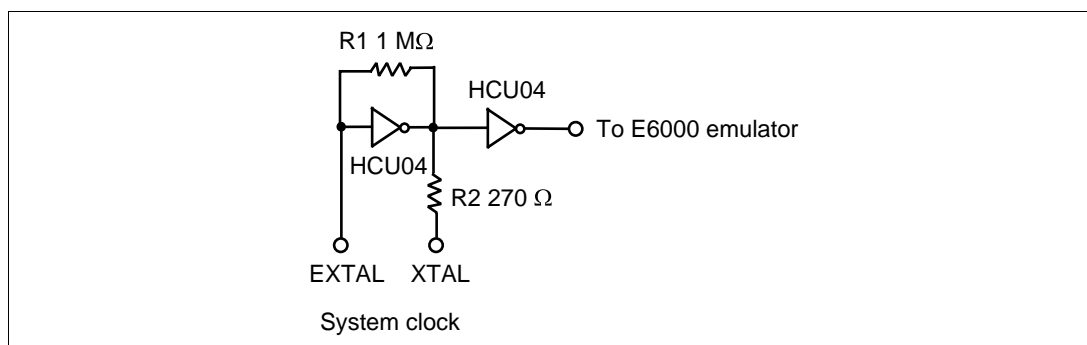 R1 1 MΩ
HCU04
To E6000 emulator
HCU04
R2 270 Ω
EXTAL XTAL
System clock